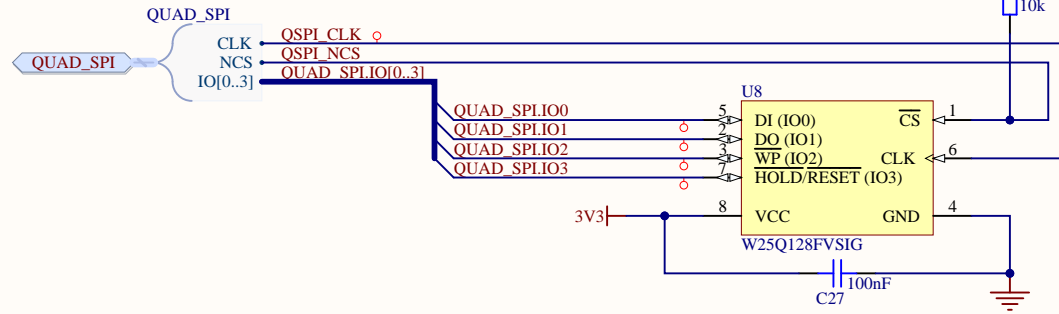 QUAD_SPI
10k
QUAD_SPI
CLK
QSPI_CLK
NCS
QSPI_NCS
IO[0..3]
QUAD_SPI.IO[0..3]
U8
QUAD_SPI.IO0
5
DI (IO0)
CS
1
QUAD_SPI.IO1
2
DO (IO1)
QUAD_SPI.IO2
3
WP (IO2)
CLK
6
QUAD_SPI.IO3
7
HOLD/RESET (IO3)
3V3
8
VCC
GND
4
W25Q128FVSIG
100nF
C27